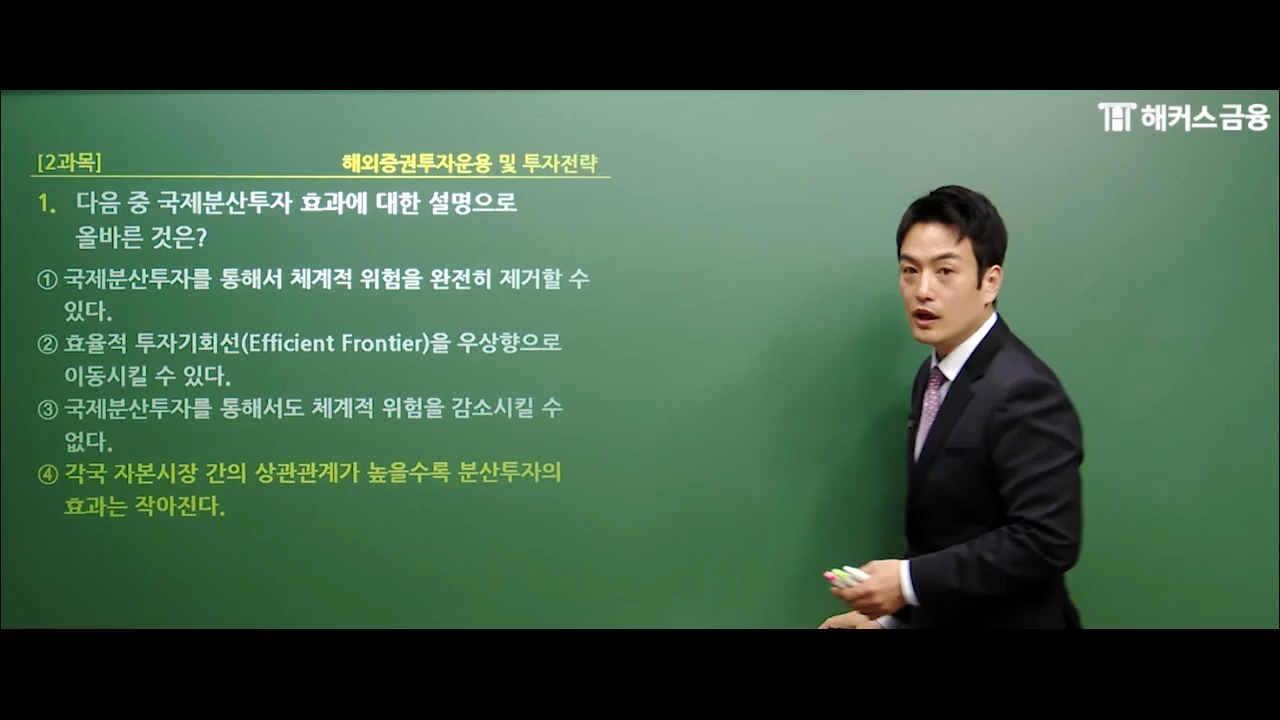 해커스금융
[2과목] 해외증권투자운용 및 투자전략
1. 다음 중 국제분산투자 효과에 대한 설명으로
올바른 것은?
① 국제분산투자를 통해서 체계적 위험을 완전히 제거할 수
있다.
② 효율적 투자기회선(Efficient Frontier)을 우상향으로
이동시킬 수 있다.
③ 국제분산투자를 통해서도 체계적 위험을 감소시킬 수
없다.
④ 각국 자본시장 간의 상관관계가 높을수록 분산투자의
효과는 작아진다.